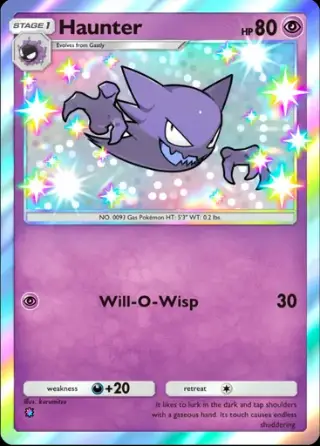 STAGE 1
Haunter
HP 80
Evolves from Gastly
NO. 0093 Gas Pokémon HT: 5'3" WT: 0.2 lbs.
Will-O-Wisp 30
weakness +20 retreat
Illus. kurumitsu
It likes to lurk in the dark and tap shoulders
with a gaseous hand. Its touch causes endless
shuddering.